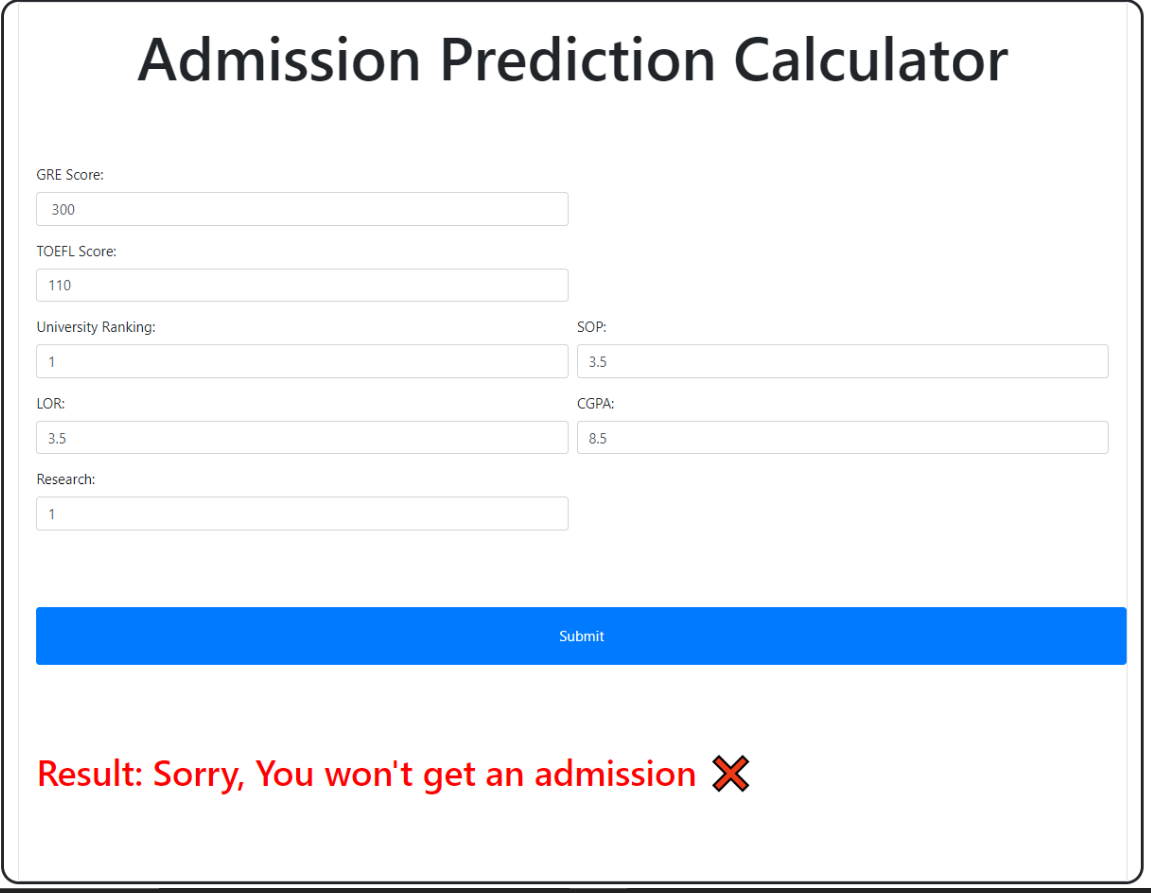 Admission Prediction Calculator
GRE Score:
300
TOEFL Score:
110
University Ranking:
1
SOP:
3.5
LOR:
3.5
CGPA:
8.5
Research:
1
Submit
Result: Sorry, You won't get an admission ❌